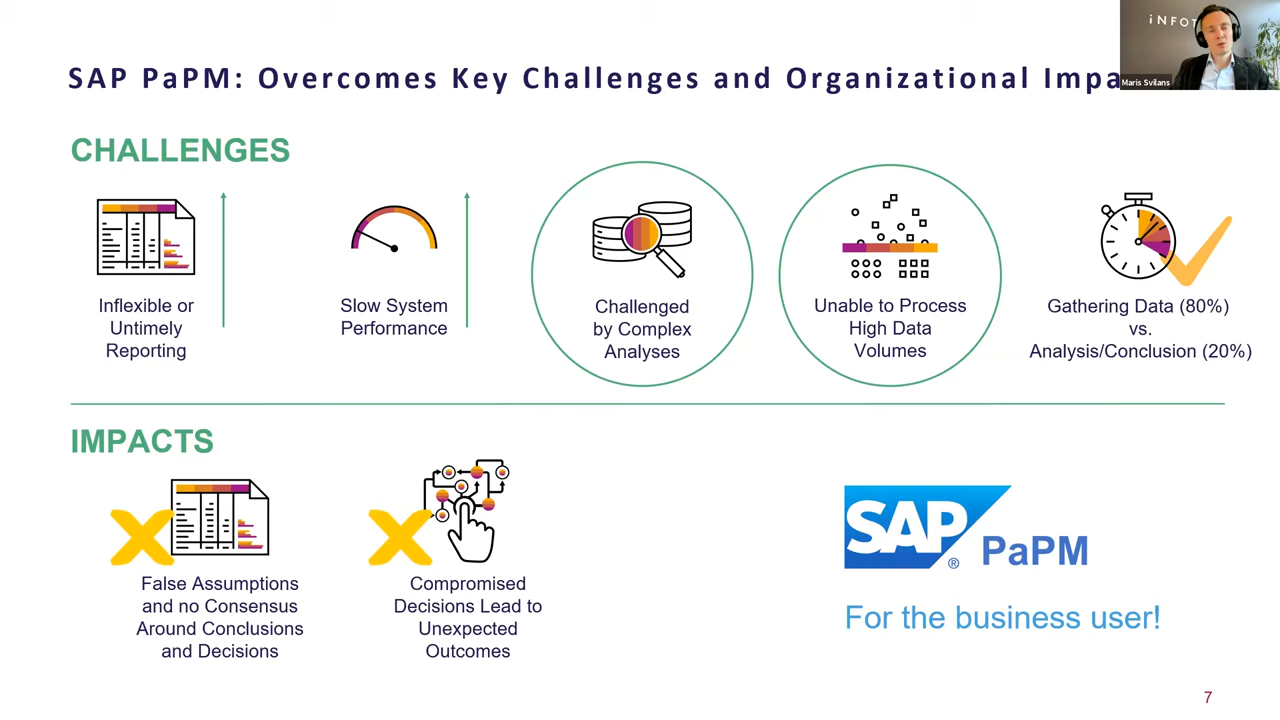 SAP PaPM: Overcomes Key Challenges and Organizational Impa
iNFOT
Maris Svilans
CHALLENGES
Inflexible or
Untimely
Reporting
Slow System
Performance
Challenged
by Complex
Analyses
Unable to Process
High Data
Volumes
Gathering Data (80%)
vs.
Analysis/Conclusion (20%)
IMPACTS
False Assumptions
and no Consensus
Around Conclusions
and Decisions
Compromised
Decisions Lead to
Unexpected
Outcomes
SAP® PaPM
For the business user!
7